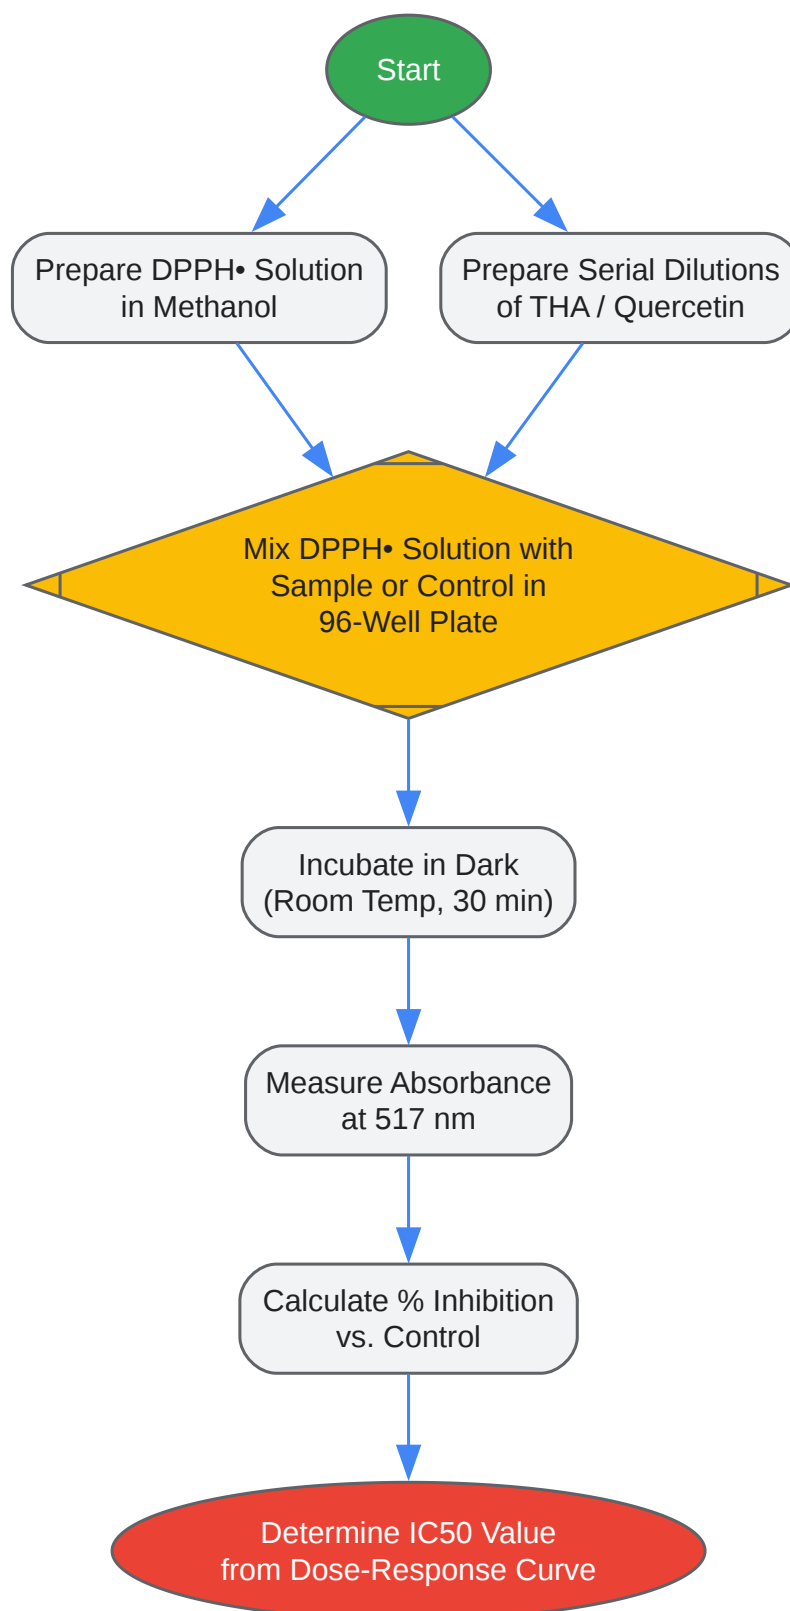 Start
Prepare DPPH• Solution
in Methanol
Prepare Serial Dilutions
of THA / Quercetin
Mix DPPH• Solution with
Sample or Control in
96-Well Plate
Incubate in Dark
(Room Temp, 30 min)
Measure Absorbance
at 517 nm
Calculate % Inhibition
vs. Control
Determine IC50 Value
from Dose-Response Curve